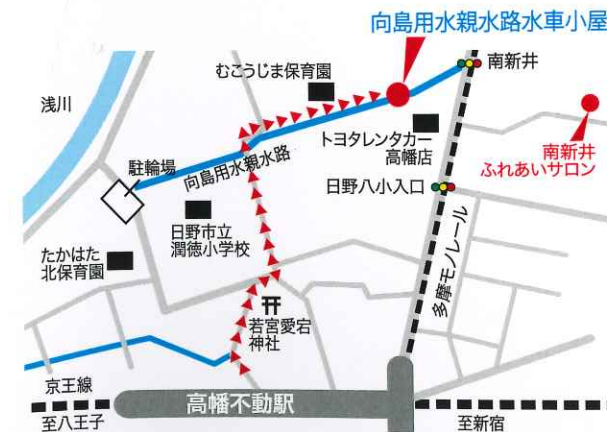 向島用水親水路水車小屋
むこうじま保育園
南新井
浅川
トヨタレンタカー
高幡店
南新井
ふれあいサロン
駐輪場
向島用水親水路
日野八小入口
日野市立
潤徳小学校
たかはた
北保育園
多摩モノレール
若宮愛宕
神社
京王線
高幡不動駅
至八王子
至新宿